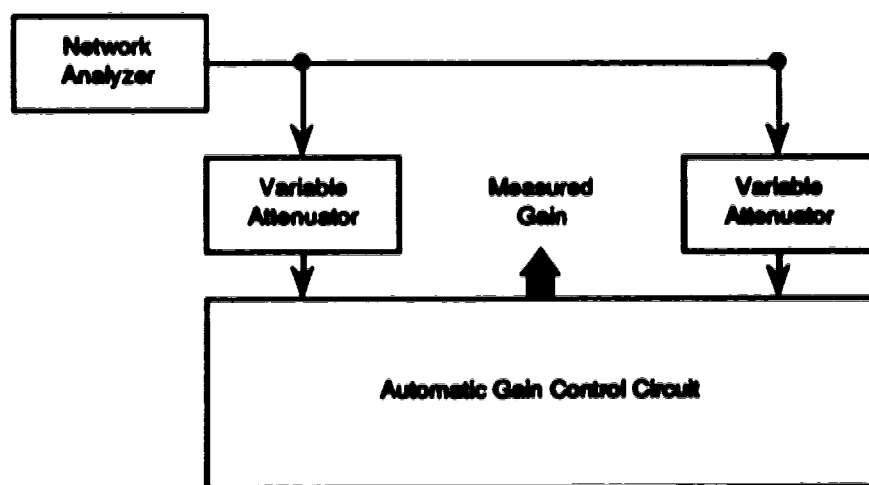 Network
Analyzer
Variable
Attenuator
Measured
Gain
Variable
Attenuator
Automatic Gain Control Circuit